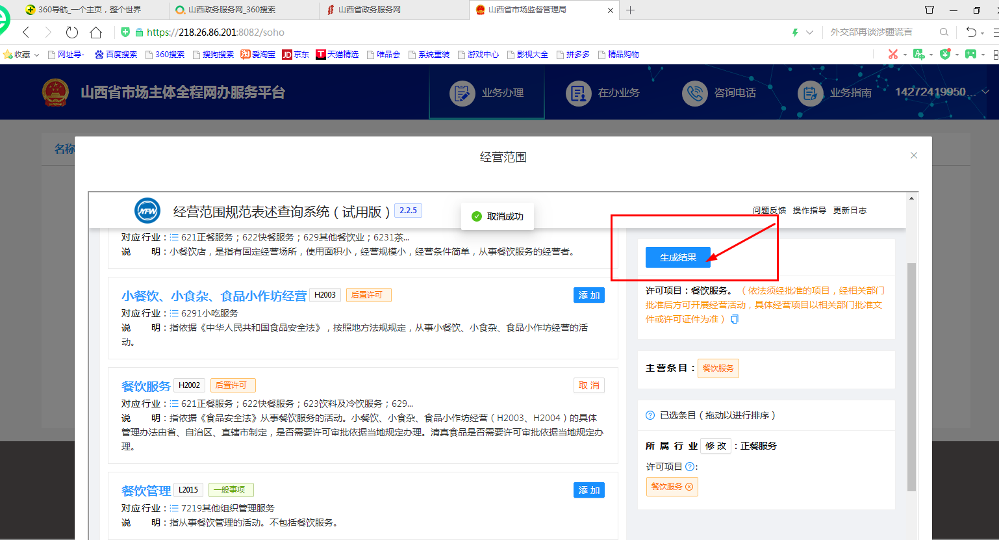 360导航_一个主页，整个世界
山西政务服务网_360搜索
山西省政务服务网
山西省市场监督管理局
https://218.26.86.201:8082/soho
外交部再谈涉疆谎言
收藏
网址导-
百度搜索
360搜索
搜狗搜索
爱淘宝
京东
天猫精选
唯品会
系统重装
游戏中心
影视大全
拼多多
精品购物
山西省市场主体全程网办服务平台
业务办理
在办业务
咨询电话
业务指南
14272419950...
名称
经营范围
经营范围规范表述查询系统（试用版）
2.2.5
取消成功
问题反馈 操作指导 更新日志
对应行业：621正餐服务；622快餐服务；629其他餐饮业；6231茶...
说 明：小餐饮店，是指有固定经营场所，使用面积小，经营规模小，经营条件简单，从事餐饮服务的经营者。
小餐饮、小食杂、食品小作坊经营 H2003 后置许可 添 加
对应行业：6291小吃服务
说 明：指依据《中华人民共和国食品安全法》，按照地方法规规定，从事小餐饮、小食杂、食品小作坊经营的活
动。
餐饮服务 H2002 后置许可 取 消
对应行业：621正餐服务；622快餐服务；623饮料及冷饮服务；629...
说 明：指依据《食品安全法》从事餐饮服务的活动。小餐饮、小食杂、食品小作坊经营（H2003、H2004）的具体
管理办法由省、自治区、直辖市制定，是否需要许可审批依据当地规定办理。清真食品是否需要许可审批依据当地规定办
理。
餐饮管理 L2015 一般事项 添 加
对应行业：7219其他组织管理服务
说 明：指从事餐饮管理的活动。不包括餐饮服务。
生成结果
许可项目：餐饮服务。（依法须经批准的项目，经相关部门
批准后方可开展经营活动，具体经营项目以相关部门批准文
件或许可证件为准）
主营条目：餐饮服务
已选条目（拖动以进行排序）
所属行业 修 改 ：正餐服务
许可项目 :
餐饮服务